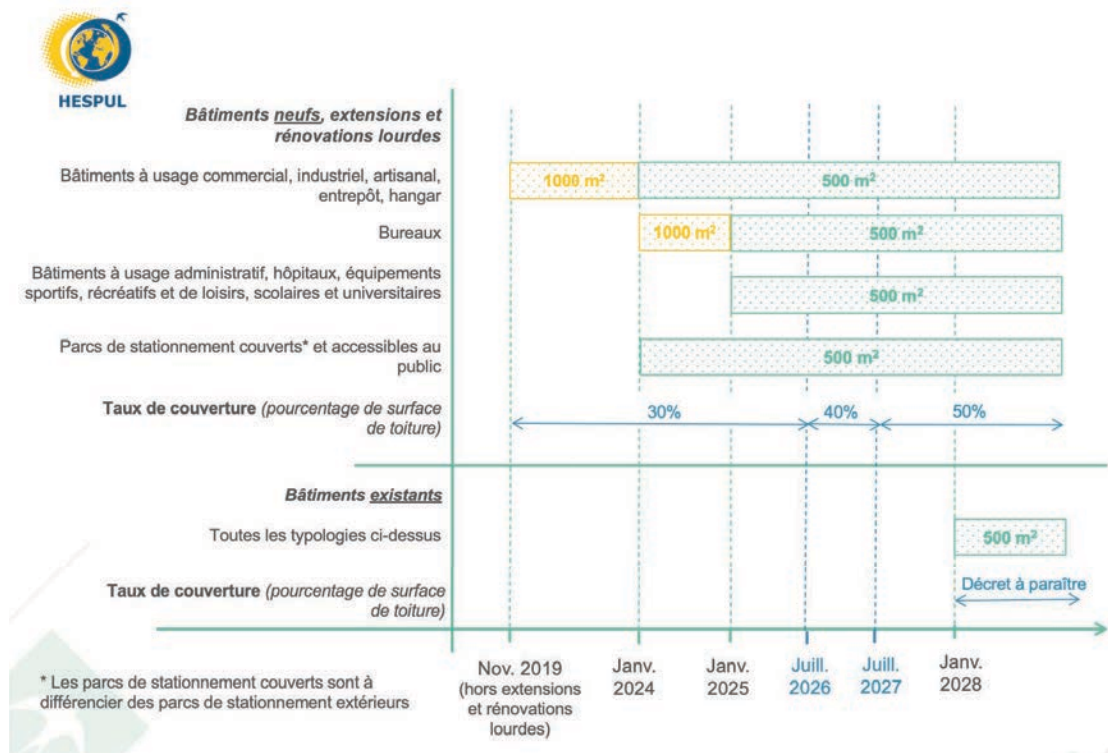 HESPUL
Bâtiments neufs, extensions et
rénovations lourdes
Bâtiments à usage commercial, industriel, artisanal,
entrepôt, hangar
1000 m²
500 m²
Bureaux
1000 m²
500 m²
Bâtiments à usage administratif, hôpitaux, équipements
sportifs, récréatifs et de loisirs, scolaires et universitaires
500 m²
Parcs de stationnement couverts* et accessibles au
public
500 m²
Taux de couverture (pourcentage de surface
de toiture)
30%
40%
50%
Bâtiments existants
Toutes les typologies ci-dessus
500 m²
Taux de couverture (pourcentage de surface
de toiture)
Décret à paraître
Nov. 2019
(hors extensions
et rénovations
lourdes)
Janv.
2024
Janv.
2025
Juill.
2026
Juill.
2027
Janv.
2028
* Les parcs de stationnement couverts sont à
différencier des parcs de stationnement extérieurs